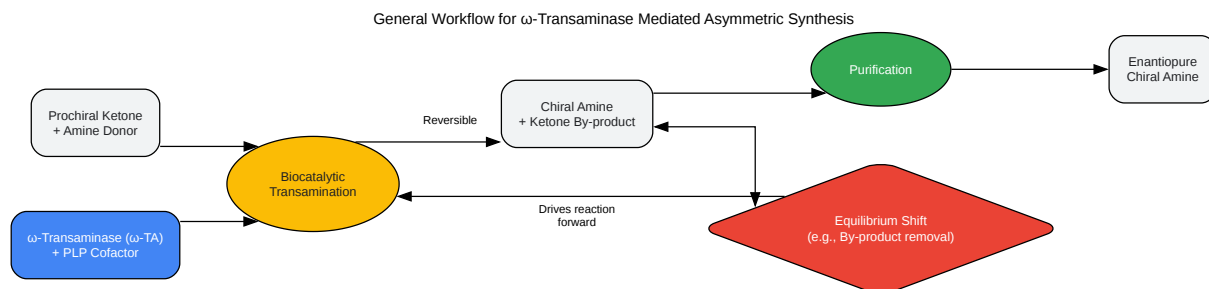 General Workflow for ω-Transaminase Mediated Asymmetric Synthesis
Prochiral Ketone
+ Amine Donor
ω-Transaminase (ω-TA)
+ PLP Cofactor
Biocatalytic
Transamination
Reversible
Chiral Amine
+ Ketone By-product
Drives reaction
forward
Equilibrium Shift
(e.g., By-product removal)
Purification
Enantiopure
Chiral Amine